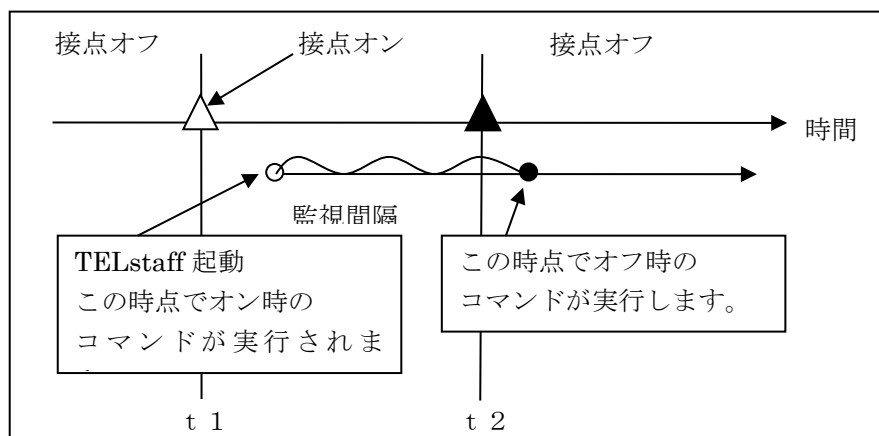 接点オフ
接点オン
接点オフ
時間
監視間隔
TELstaff 起動
この時点でオン時の
コマンドが実行されま
この時点でオフ時の
コマンドが実行します。
ｔ１
ｔ２